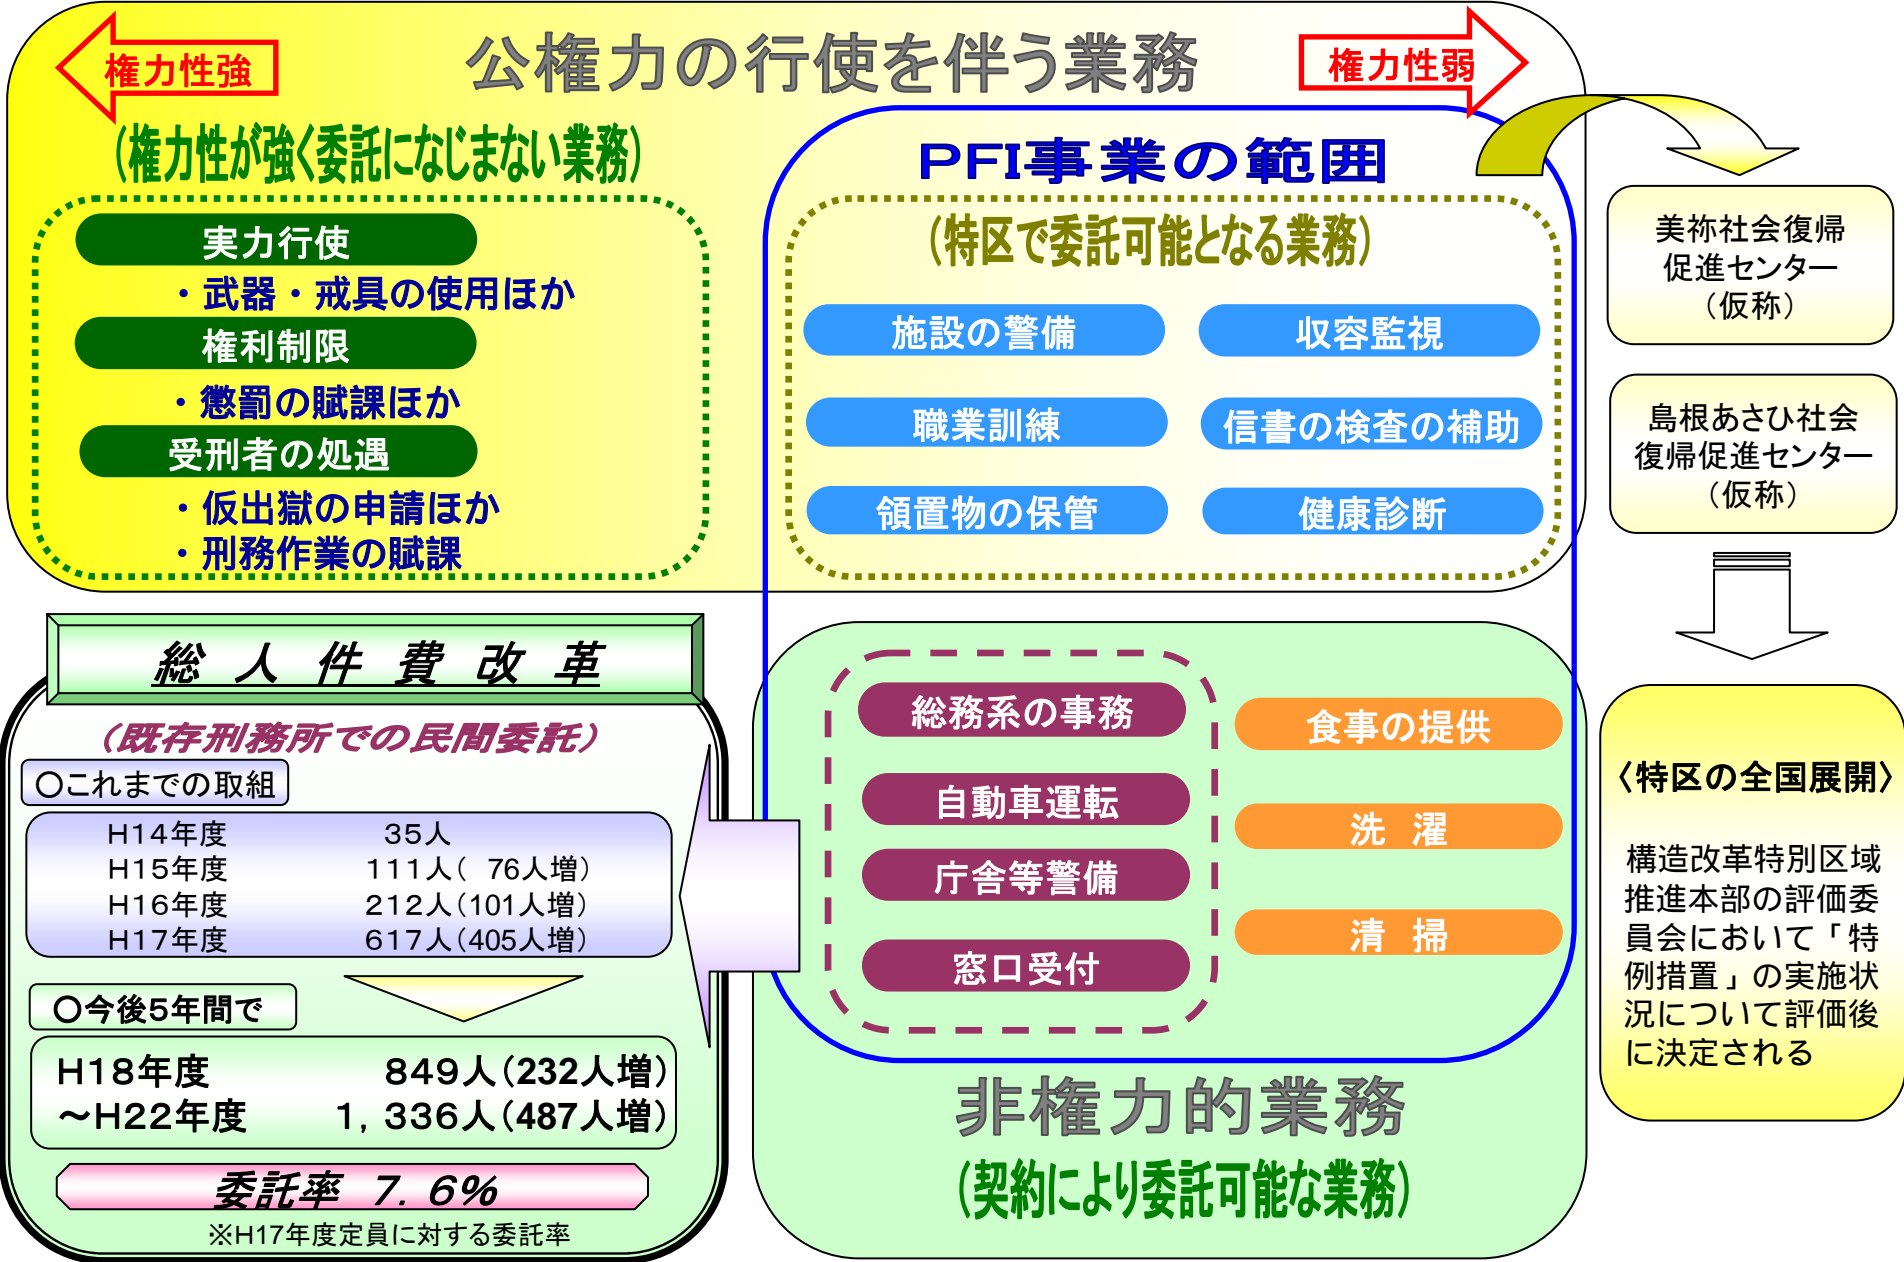 公権力の行使を伴う業務
権力性強
権力性弱
（権力性が強く委託になじまない業務）
実力行使
・武器・戒具の使用ほか
権利制限
・懲罰の賦課ほか
受刑者の処遇
・仮出獄の申請ほか
・刑務作業の賦課
PFI事業の範囲
（特区で委託可能となる業務）
施設の警備
収容監視
職業訓練
信書の検査の補助
領置物の保管
健康診断
美祢社会復帰
促進センター
（仮称）
島根あさひ社会
復帰促進センター
（仮称）
総人件費改革
（既存刑務所での民間委託）
〇これまでの取組
H14年度 35人
H15年度 111人（ 76人増）
H16年度 212人（101人増）
H17年度 617人（405人増）
〇今後5年間で
H18年度 849人（232人増）
～H22年度 1，336人（487人増）
委託率 7．6％
※H17年度定員に対する委託率
総務系の事務
自動車運転
庁舎等警備
窓口受付
食事の提供
洗 濯
清 掃
非権力的業務
（契約により委託可能な業務）
〈特区の全国展開〉
構造改革特別区域
推進本部の評価委
員会において「特
例措置」の実施状
況について評価後
に決定される